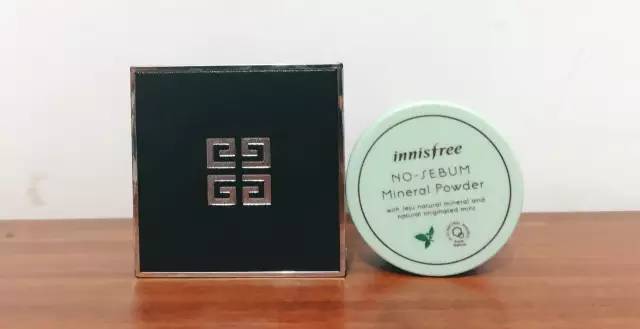 innisfree
NO-SEBUM
Mineral Powder
with Jeju natural mineral and
natural originated mint